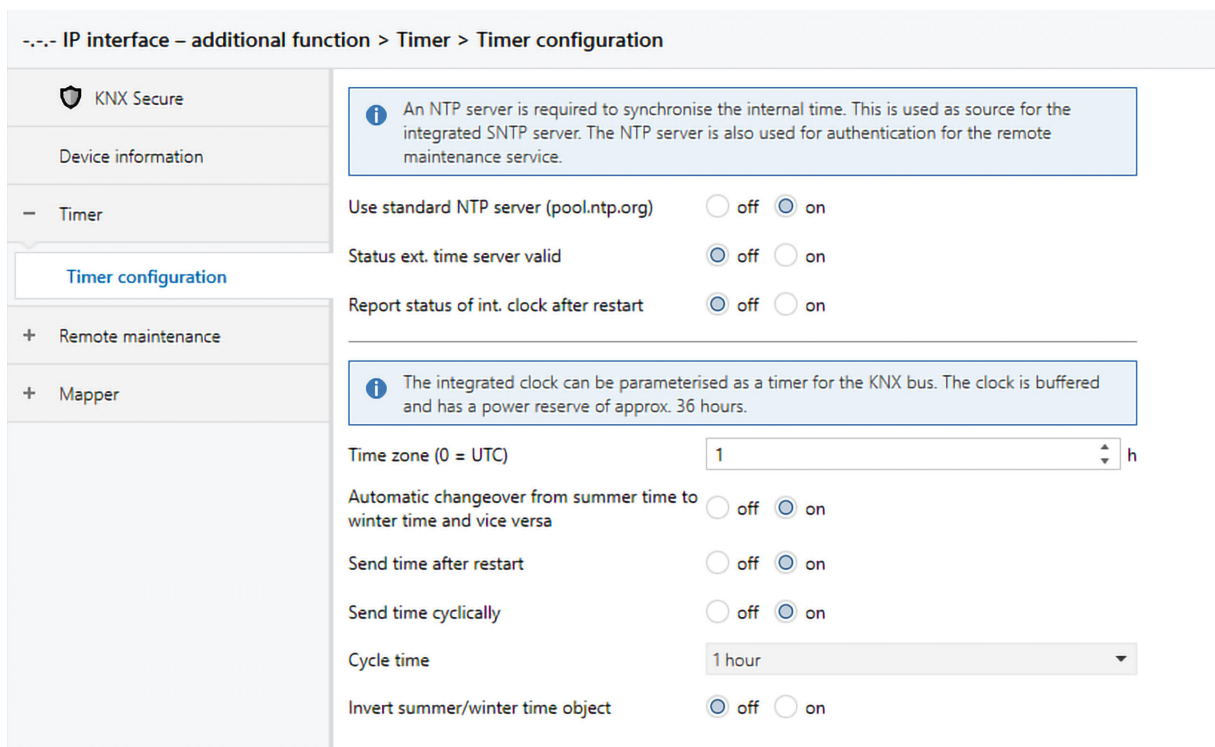 -.-.- IP interface – additional function > Timer > Timer configuration
KNX Secure
Device information
− Timer
Timer configuration
+ Remote maintenance
+ Mapper
An NTP server is required to synchronise the internal time. This is used as source for the
integrated SNTP server. The NTP server is also used for authentication for the remote
maintenance service.
Use standard NTP server (pool.ntp.org) off on
Status ext. time server valid off on
Report status of int. clock after restart off on
The integrated clock can be parameterised as a timer for the KNX bus. The clock is buffered
and has a power reserve of approx. 36 hours.
Time zone (0 = UTC) 1 h
Automatic changeover from summer time to
winter time and vice versa off on
Send time after restart off on
Send time cyclically off on
Cycle time 1 hour
Invert summer/winter time object off on